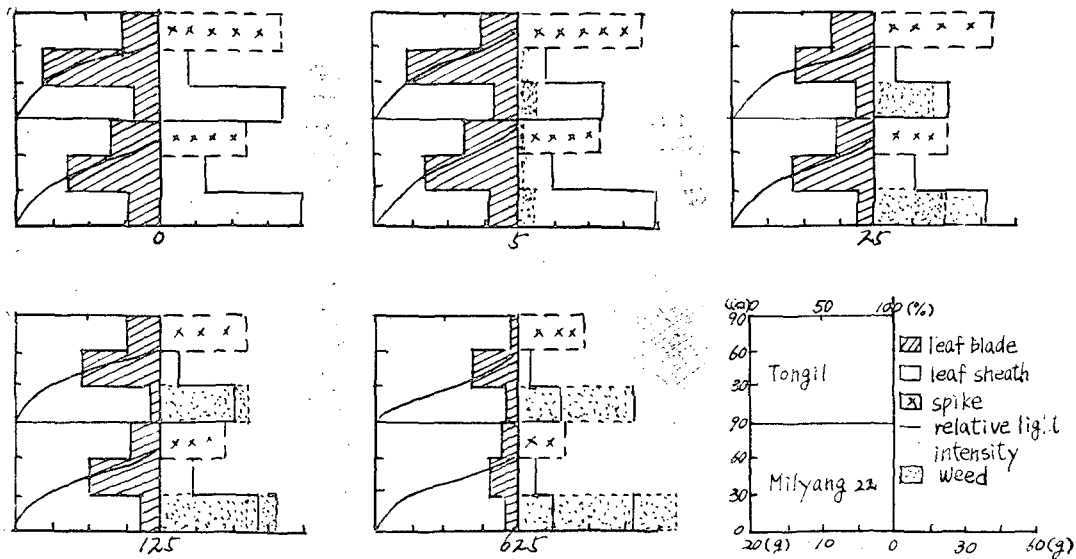 0
5
25
125
625
(cm) 0 50 100 (%)
90
60
30
90
60
30
0
Tongil
Milyang 22
leaf blade
leaf sheath
spike
relative light
intensity
weed
20(g) 10 0 30 60(g)